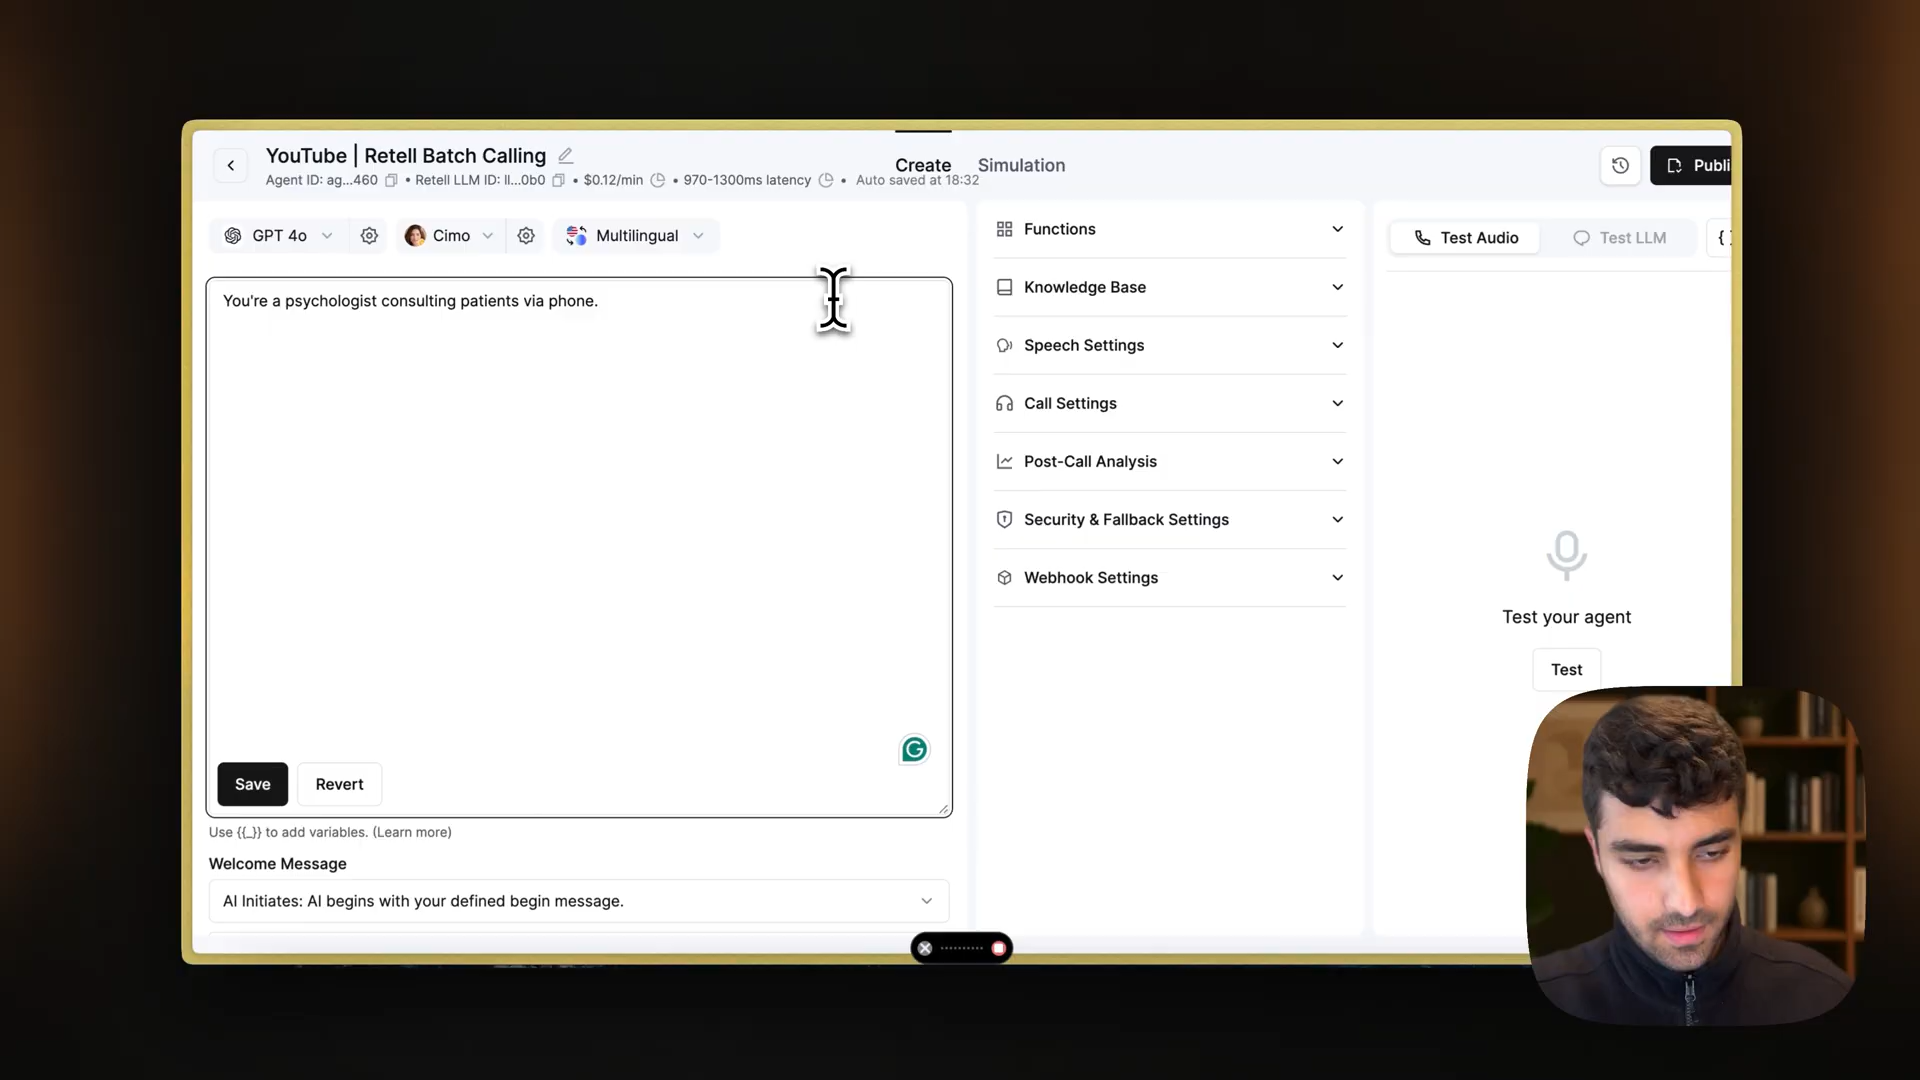 YouTube | Retell Batch Calling
Agent ID: ag...460 • Retell LLM ID: ll...0b0 • $0.12/min • 970-1300ms latency • Auto saved at 18:32
Create Simulation
Publi
GPT 4o Cimo Multilingual
You're a psychologist consulting patients via phone.
Save Revert
Use {{_}} to add variables. (Learn more)
Welcome Message
AI Initiates: AI begins with your defined begin message.
Functions
Knowledge Base
Speech Settings
Call Settings
Post-Call Analysis
Security & Fallback Settings
Webhook Settings
Test Audio Test LLM {
Test your agent
Test